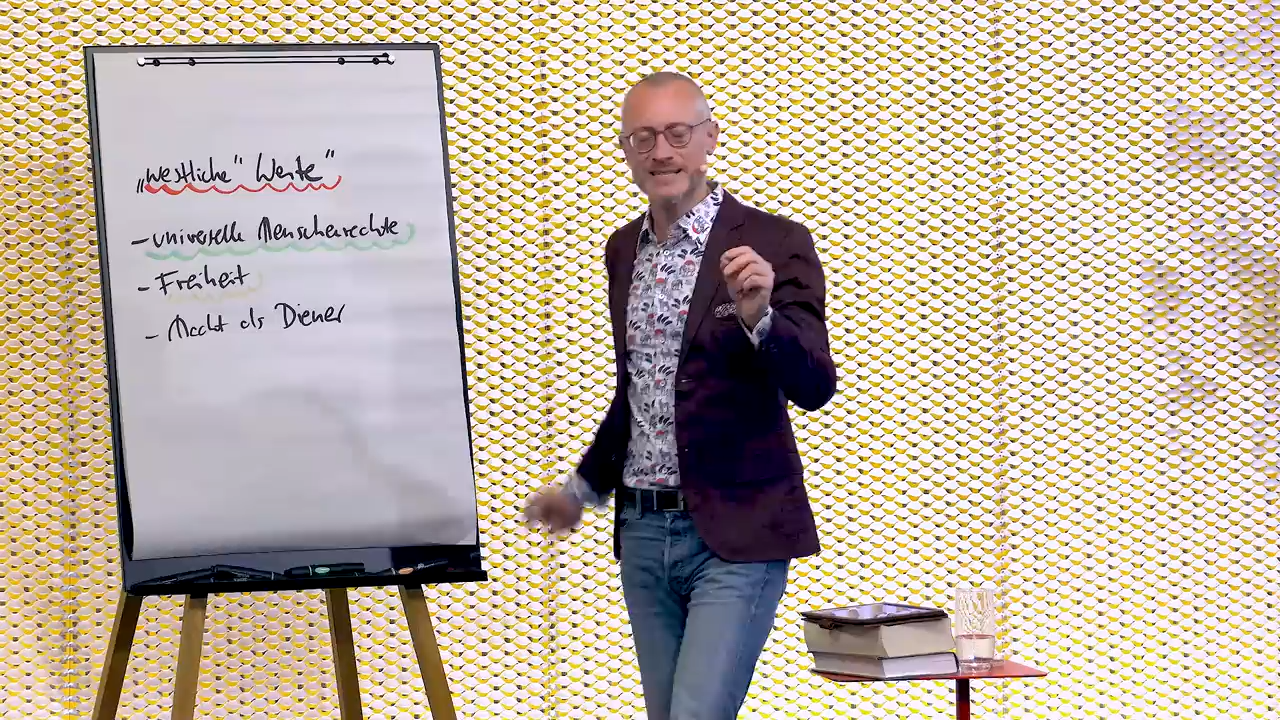 „westliche" Werte"
- universelle Menschenrechte
- Freiheit
- Macht als Diener